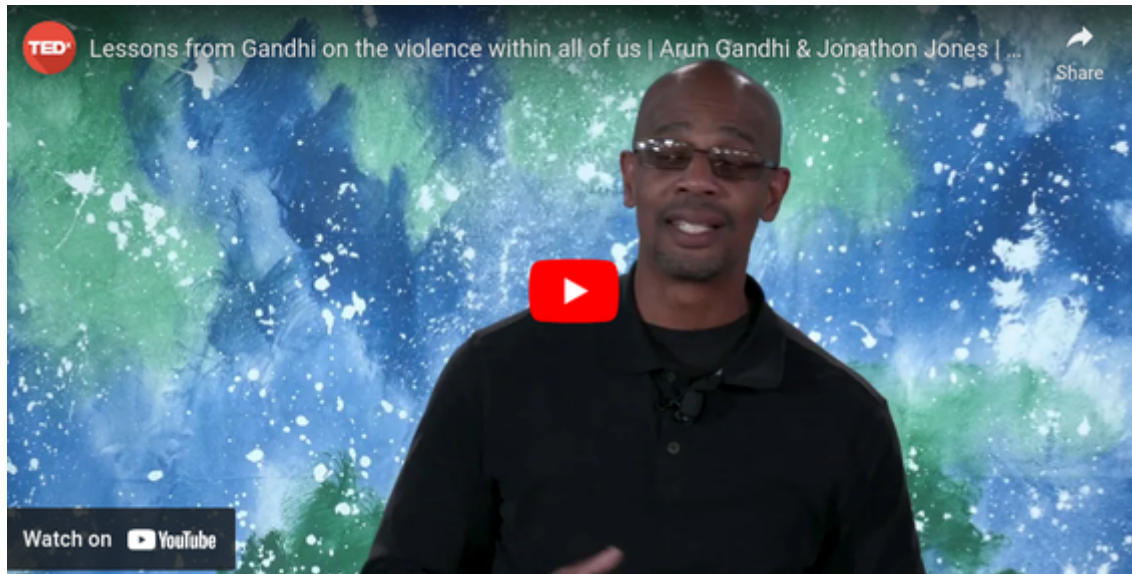 TEDx
Lessons from Gandhi on the violence within all of us | Arun Gandhi & Jonathon Jones | ...
Share
Watch on YouTube